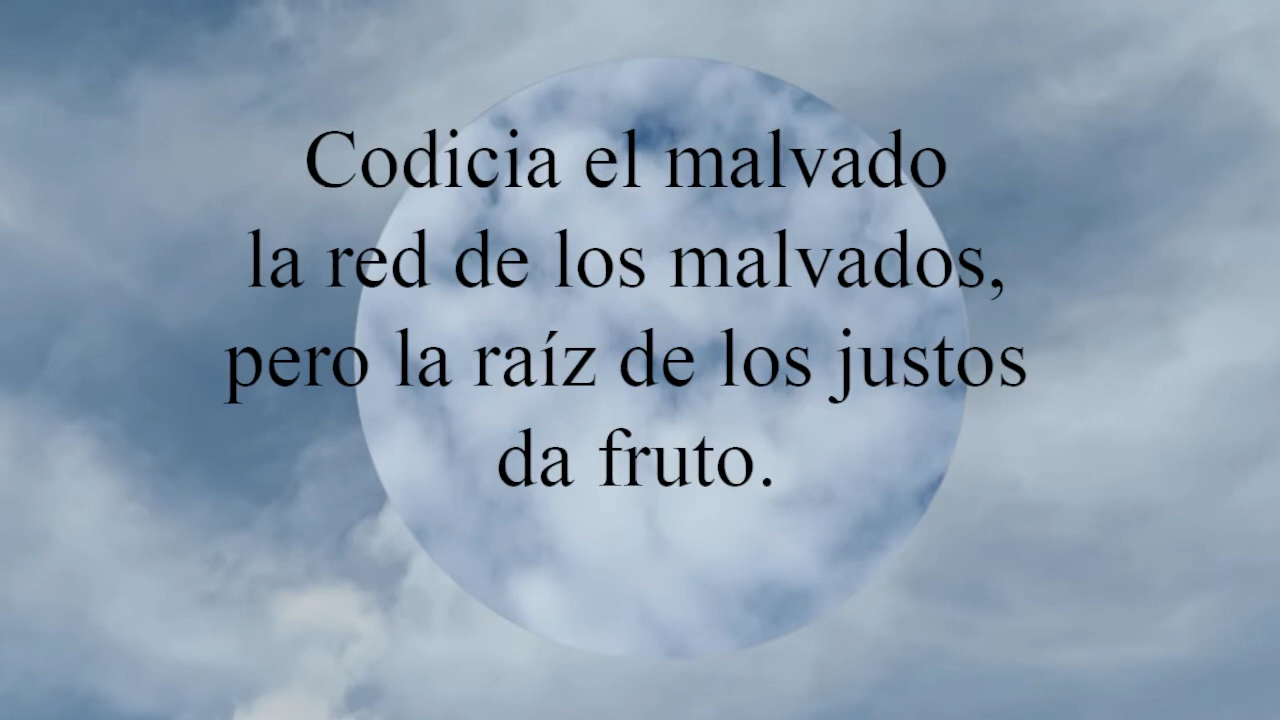 Codicia el malvado
la red de los malvados,
pero la raíz de los justos
da fruto.